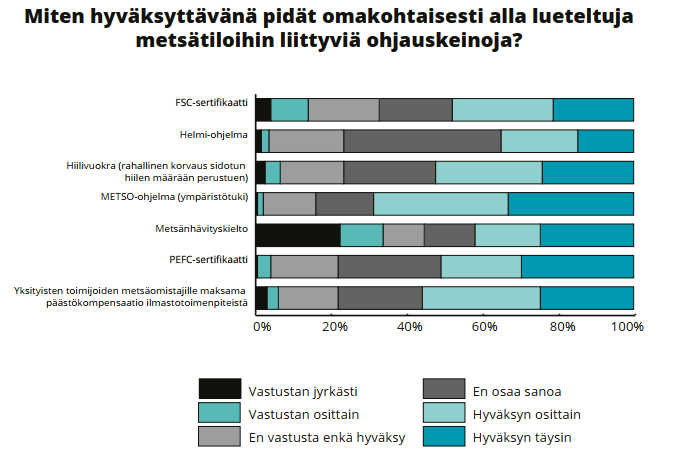 Miten hyväksyttävänä pidät omakohtaisesti alla lueteltuja
metsätiloihin liittyviä ohjauskeinoja?
FSC-sertifikaatti
Helmi-ohjelma
Hiilivuokra (rahallinen korvaus sidotun
hiilen määrään perustuen)
METSO-ohjelma (ympäristötuki)
Metsänhävityskielto
PEFC-sertifikaatti
Yksityisten toimijoiden metsäomistajille maksama
päästökompensaatio ilmastotoimenpiteistä
0% 20% 40% 60% 80% 100%
Vastustan jyrkästi
Vastustan osittain
En vastusta enkä hyväksy
En osaa sanoa
Hyväksyn osittain
Hyväksyn täysin